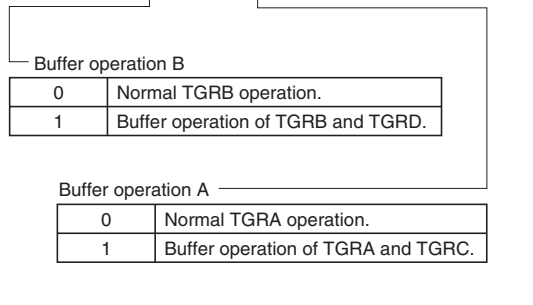 Buffer operation B
0 Normal TGRB operation.
1 Buffer operation of TGRB and TGRD.
Buffer operation A
0 Normal TGRA operation.
1 Buffer operation of TGRA and TGRC.